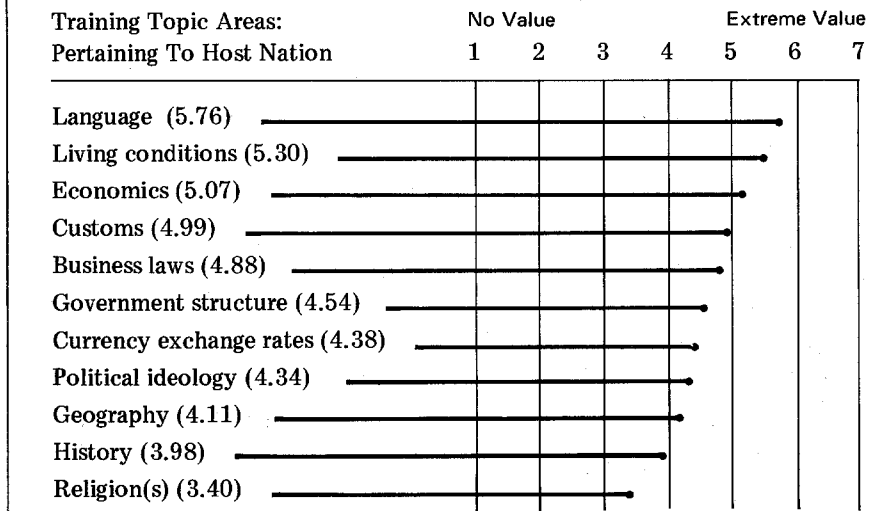 Training Topic Areas: No Value Extreme Value
Pertaining To Host Nation 1 2 3 4 5 6 7
Language (5.76)
Living conditions (5.30)
Economics (5.07)
Customs (4.99)
Business laws (4.88)
Government structure (4.54)
Currency exchange rates (4.38)
Political ideology (4.34)
Geography (4.11)
History (3.98)
Religion(s) (3.40)